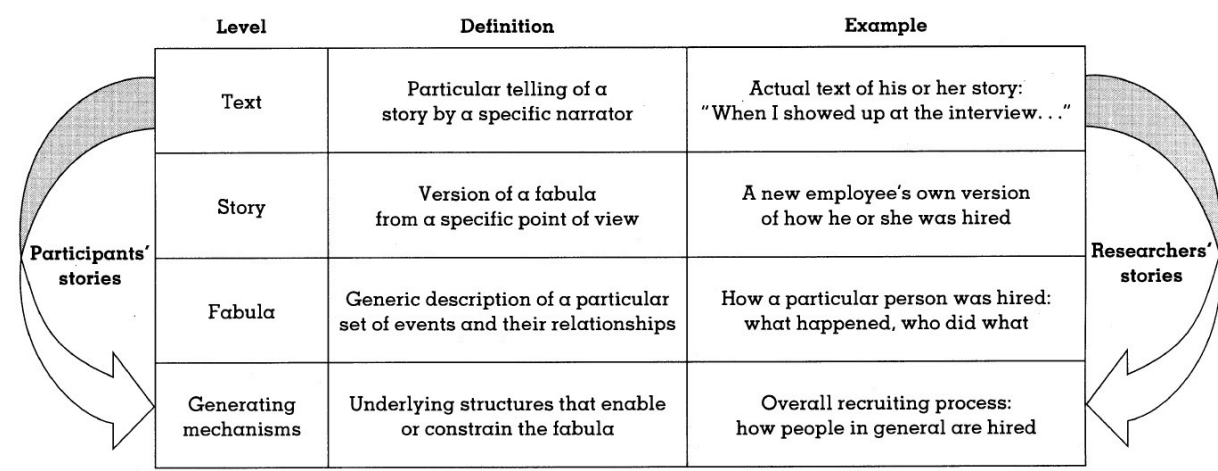 Level
Definition
Example
Text
Particular telling of a
story by a specific narrator
Actual text of his or her story:
“When I showed up at the interview. . .”
Story
Version of a fabula
from a specific point of view
A new employee's own version
of how he or she was hired
Participants'
stories
Researchers'
stories
Fabula
Generic description of a particular
set of events and their relationships
How a particular person was hired:
what happened, who did what
Generating
mechanisms
Underlying structures that enable
or constrain the fabula
Overall recruiting process:
how people in general are hired